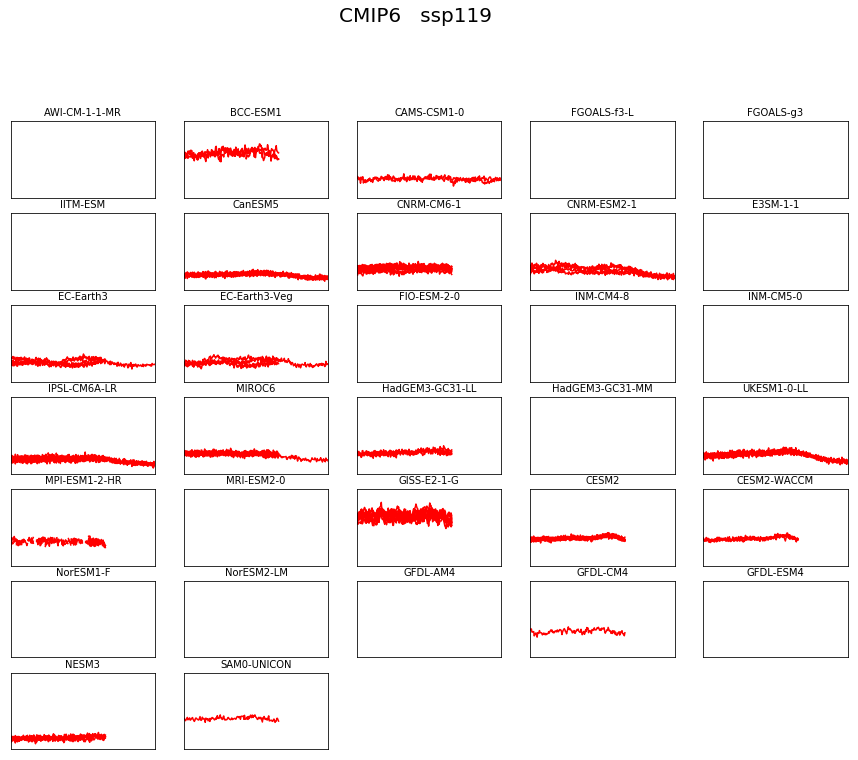 CMIP6 ssp119
AWI-CM-1-1-MR BCC-ESM1 CAMS-CSM1-0 FGOALS-f3-L FGOALS-g3
IITM-ESM CanESM5 CNRM-CM6-1 CNRM-ESM2-1 E3SM-1-1
EC-Earth3 EC-Earth3-Veg FIO-ESM-2-0 INM-CM4-8 INM-CM5-0
IPSL-CM6A-LR MIROC6 HadGEM3-GC31-LL HadGEM3-GC31-MM UKESM1-0-LL
MPI-ESM1-2-HR MRI-ESM2-0 GISS-E2-1-G CESM2 CESM2-WACCM
NorESM1-F NorESM2-LM GFDL-AM4 GFDL-CM4 GFDL-ESM4
NESM3 SAM0-UNICON